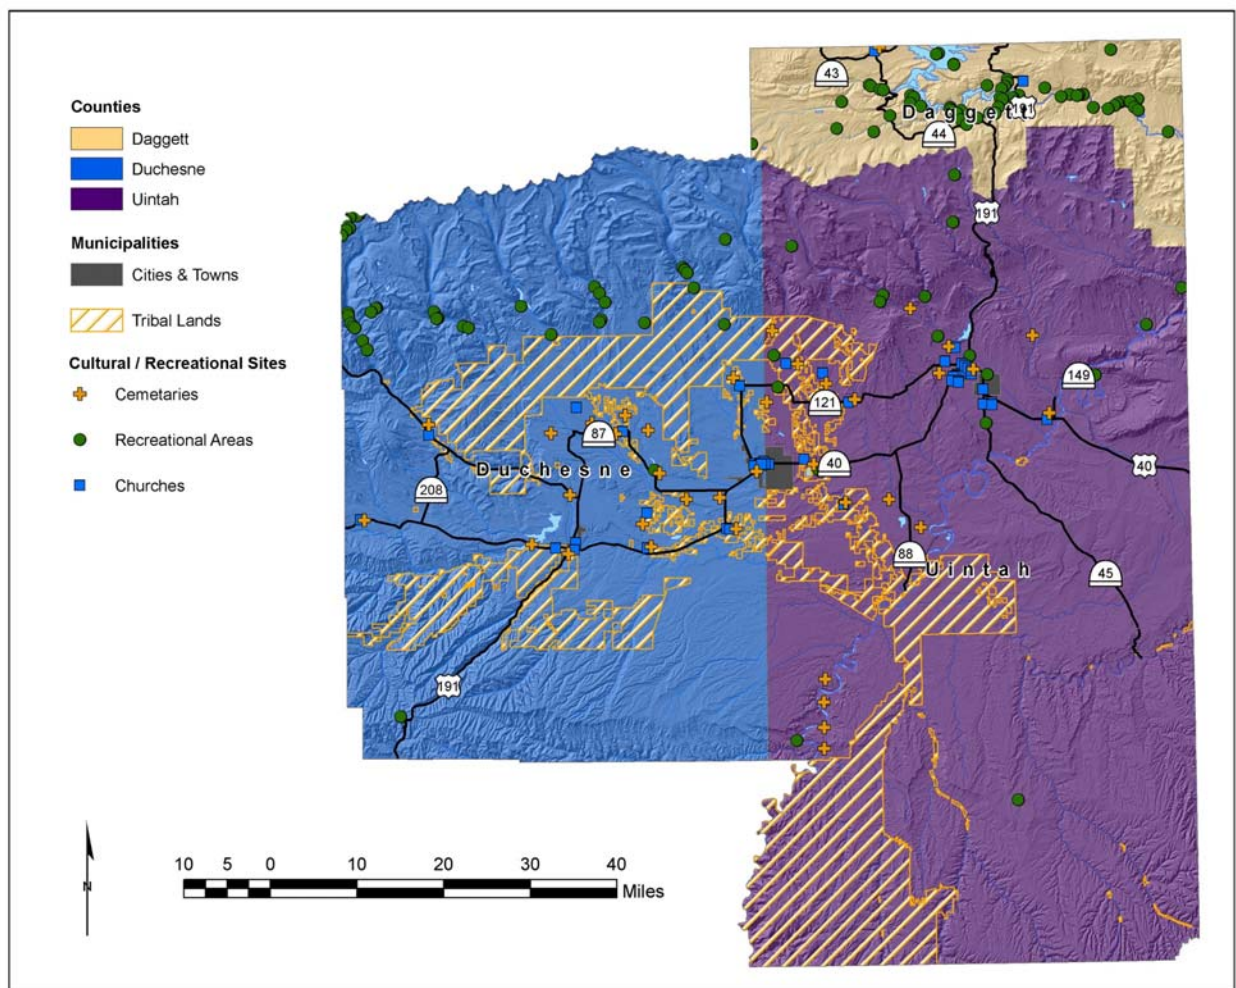 Counties
Daggett
Duchesne
Uintah
Municipalities
Cities & Towns
Tribal Lands
Cultural / Recreational Sites
Cemetaries
Recreational Areas
Churches
43
191
Daggett
44
191
149
121
87
40
40
Duchesne
208
88
Uintah
45
191
10 5 0 10 20 30 40
Miles
N